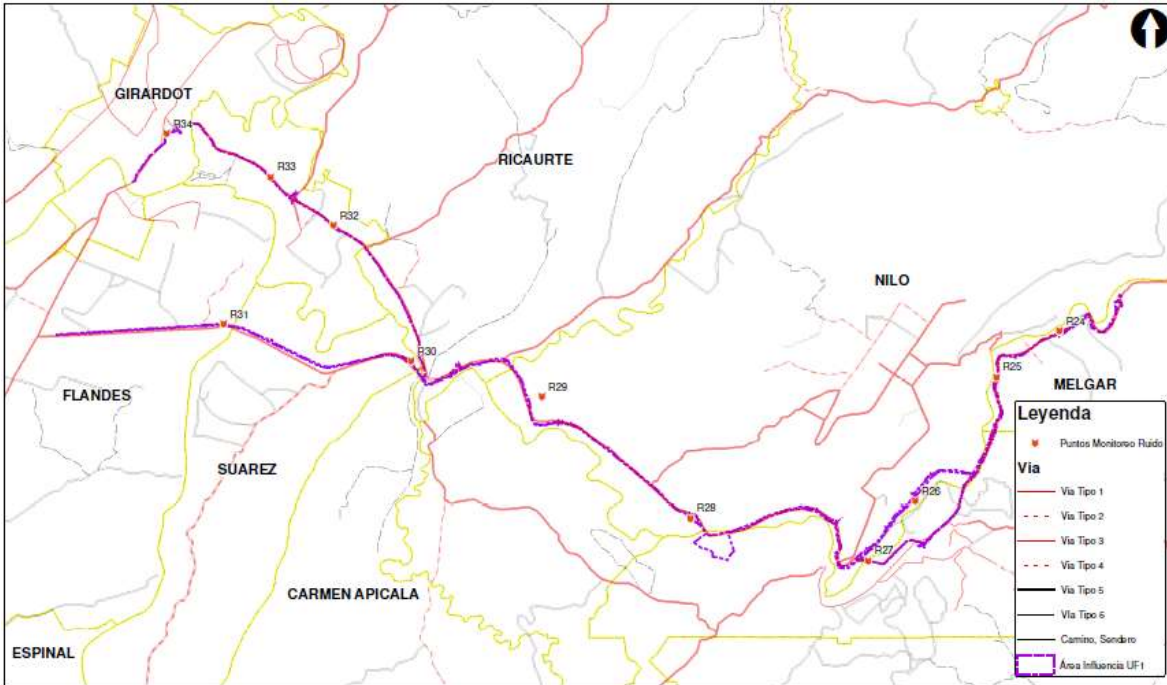 GIRARDOT
R34
R33
RICAURTE
R32
NILO
R31
R24
R30
R25
MELGAR
FLANDES
R29
Leyenda
Puntos Monitoreo Ruido
SUAREZ
Via
Via Tipo 1
R26
Via Tipo 2
R28
Via Tipo 3
R27
Via Tipo 4
CARMEN APICALA
Via Tipo 5
VIa Tipo 6
Camino, Sendero
ESPINAL
Área Influencia UF1